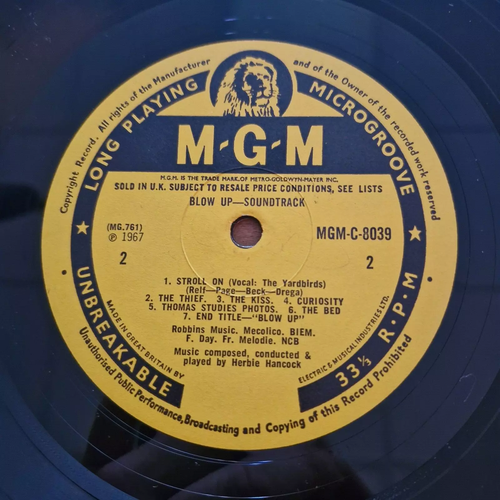 Copyright Record. All rights of the Manufacturer and of the Owner of the recorded work reserved
LONG PLAYING MICROGROOVE
M-G-M
M.G.M. IS THE TRADE MARK OF METRO-GOLDWYN-MAYER INC.
SOLD IN U.K. SUBJECT TO RESALE PRICE CONDITIONS, SEE LISTS
BLOW UP—SOUNDTRACK
(MG.761)
℗ 1967
MGM-C-8039
2
2
1. STROLL ON (Vocal: The Yardbirds)
(Relf—Page—Beck—Drega)
2. THE THIEF. 3. THE KISS. 4. CURIOSITY
5. THOMAS STUDIES PHOTOS. 6. THE BED
7. END TITLE—"BLOW UP"
Robbins Music. Mecolico. BIEM.
F. Day. Fr. Melodie. NCB
Music composed, conducted &
played by Herbie Hancock
UNBREAKABLE
33⅓ R.P.M
MADE IN GREAT BRITAIN BY
ELECTRIC & MUSICAL INDUSTRIES LTD.
Unauthorised Public Performance, Broadcasting and Copying of this Record Prohibited